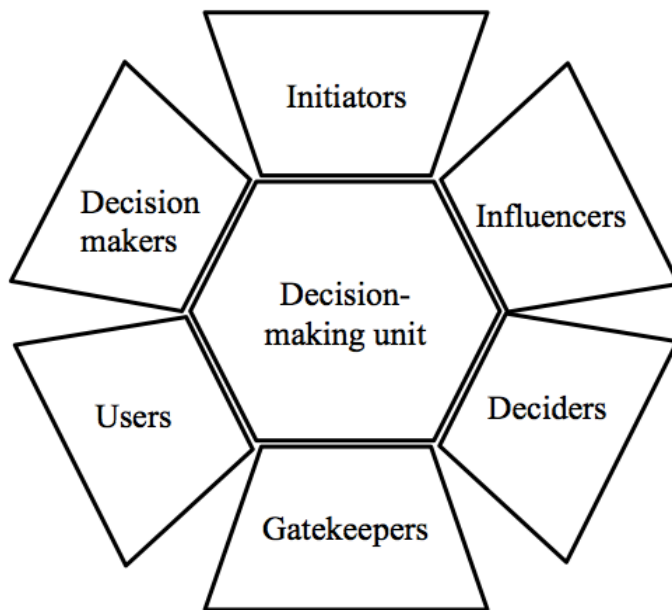 Initiators
Decision
makers
Influencers
Decision-
making unit
Users
Deciders
Gatekeepers